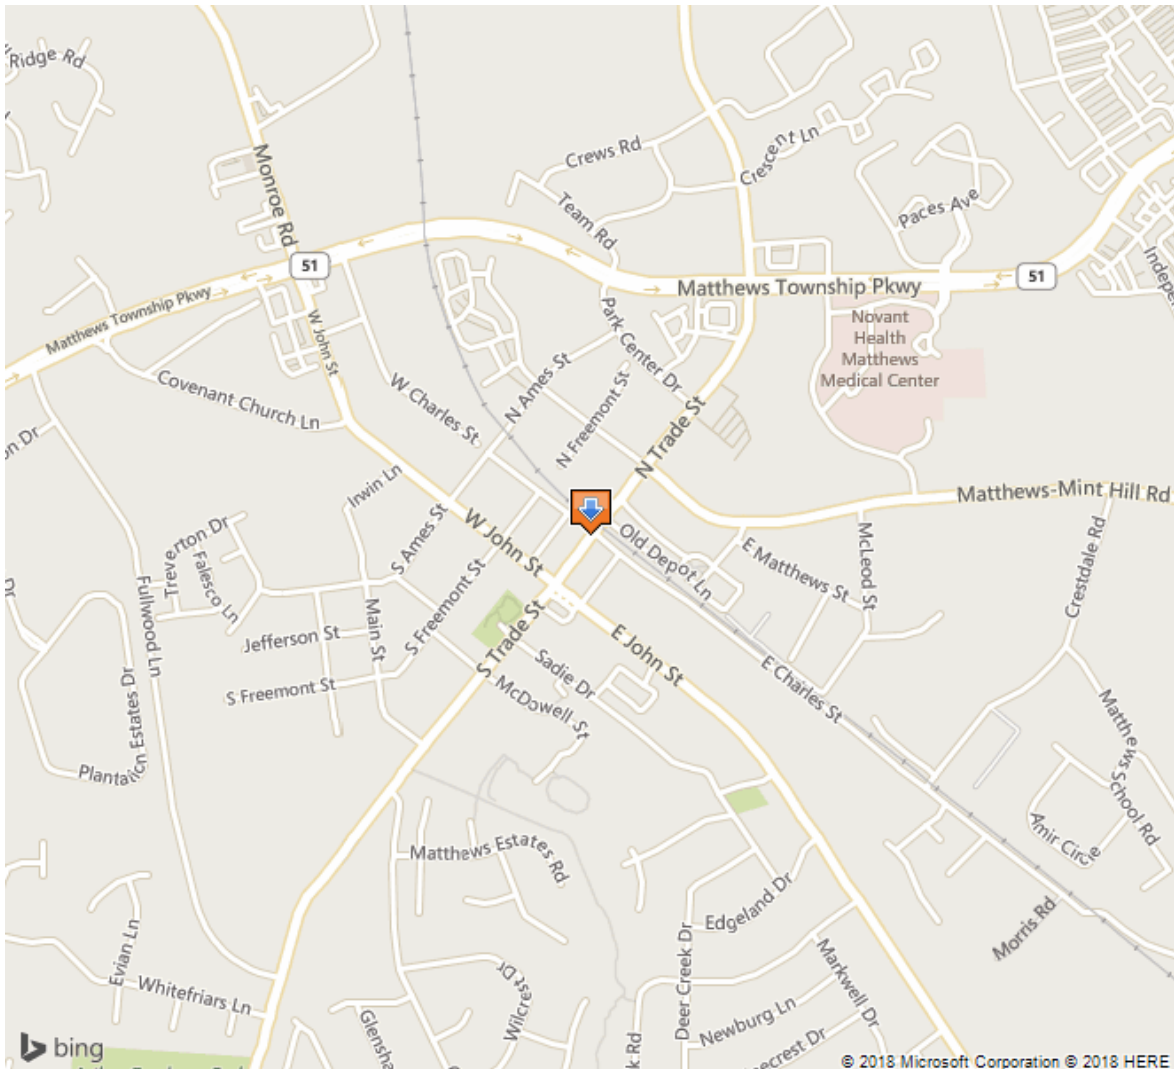 Ridge Rd
Monroe Rd
Crews Rd
Crescent Ln
Team Rd
Paces Ave
51
51
Matthews Township Pkwy
Matthews Township Pkwy
W John St
Park Center Dr
Novant
Health
Matthews
Medical Center
Covenant Church Ln
W Charles St
N Ames St
N Freemont St
N Trade St
Irwin Ln
Matthews-Mint Hill Rd
S Ames St
W John St
Old Depot Ln
E Matthews St
McLeod St
Crestdale Rd
Treverton Dr
Falesco Ln
Fullwood Ln
Main St
S Freemont St
Jefferson St
S Freemont St
S Trade St
E John St
Sadie Dr
McDowell St
E Charles St
Plantation Estates Dr
Matthews School Rd
Amir Circle
Matthews Estates Rd
Edgeland Dr
Deer Creek Dr
Morris Rd
Evian Ln
Whitefriars Ln
Wilcrest Dr
Markwell Dr
Newburg Ln
bing
© 2018 Microsoft Corporation © 2018 HERE